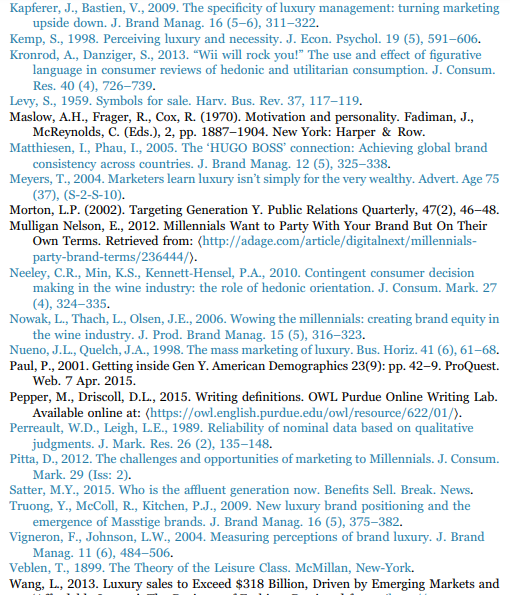 Kapferer, J., Bastien, V., 2009. The specificity of luxury management: turning marketing
upside down. J. Brand Manag. 16 (5–6), 311–322.
Kemp, S., 1998. Perceiving luxury and necessity. J. Econ. Psychol. 19 (5), 591–606.
Kronrod, A., Danziger, S., 2013. “Wii will rock you!” The use and effect of figurative
language in consumer reviews of hedonic and utilitarian consumption. J. Consum.
Res. 40 (4), 726–739.
Levy, S., 1959. Symbols for sale. Harv. Bus. Rev. 37, 117–119.
Maslow, A.H., Frager, R., Cox, R. (1970). Motivation and personality. Fadiman, J.,
McReynolds, C. (Eds.), 2, pp. 1887–1904. New York: Harper & Row.
Matthiesen, I., Phau, I., 2005. The ‘HUGO BOSS’ connection: Achieving global brand
consistency across countries. J. Brand Manag. 12 (5), 325–338.
Meyers, T., 2004. Marketers learn luxury isn’t simply for the very wealthy. Advert. Age 75
(37), (S-2-S-10).
Morton, L.P. (2002). Targeting Generation Y. Public Relations Quarterly, 47(2), 46–48.
Mulligan Nelson, E., 2012. Millennials Want to Party With Your Brand But On Their
Own Terms. Retrieved from: 〈http://adage.com/article/digitalnext/millennials-
party-brand-terms/236444/〉.
Neeley, C.R., Min, K.S., Kennett-Hensel, P.A., 2010. Contingent consumer decision
making in the wine industry: the role of hedonic orientation. J. Consum. Mark. 27
(4), 324–335.
Nowak, L., Thach, L., Olsen, J.E., 2006. Wowing the millennials: creating brand equity in
the wine industry. J. Prod. Brand Manag. 15 (5), 316–323.
Nueno, J.L., Quelch, J.A., 1998. The mass marketing of luxury. Bus. Horiz. 41 (6), 61–68.
Paul, P., 2001. Getting inside Gen Y. American Demographics 23(9): pp. 42–9. ProQuest.
Web. 7 Apr. 2015.
Pepper, M., Driscoll, D.L., 2015. Writing definitions. OWL Purdue Online Writing Lab.
Available online at: 〈https://owl.english.purdue.edu/owl/resource/622/01/〉.
Perreault, W.D., Leigh, L.E., 1989. Reliability of nominal data based on qualitative
judgments. J. Mark. Res. 26 (2), 135–148.
Pitta, D., 2012. The challenges and opportunities of marketing to Millennials. J. Consum.
Mark. 29 (Iss: 2).
Satter, M.Y., 2015. Who is the affluent generation now. Benefits Sell. Break. News.
Truong, Y., McColl, R., Kitchen, P.J., 2009. New luxury brand positioning and the
emergence of Masstige brands. J. Brand Manag. 16 (5), 375–382.
Vigneron, F., Johnson, L.W., 2004. Measuring perceptions of brand luxury. J. Brand
Manag. 11 (6), 484–506.
Veblen, T., 1899. The Theory of the Leisure Class. McMillan, New-York.
Wang, L., 2013. Luxury sales to Exceed $318 Billion, Driven by Emerging Markets and